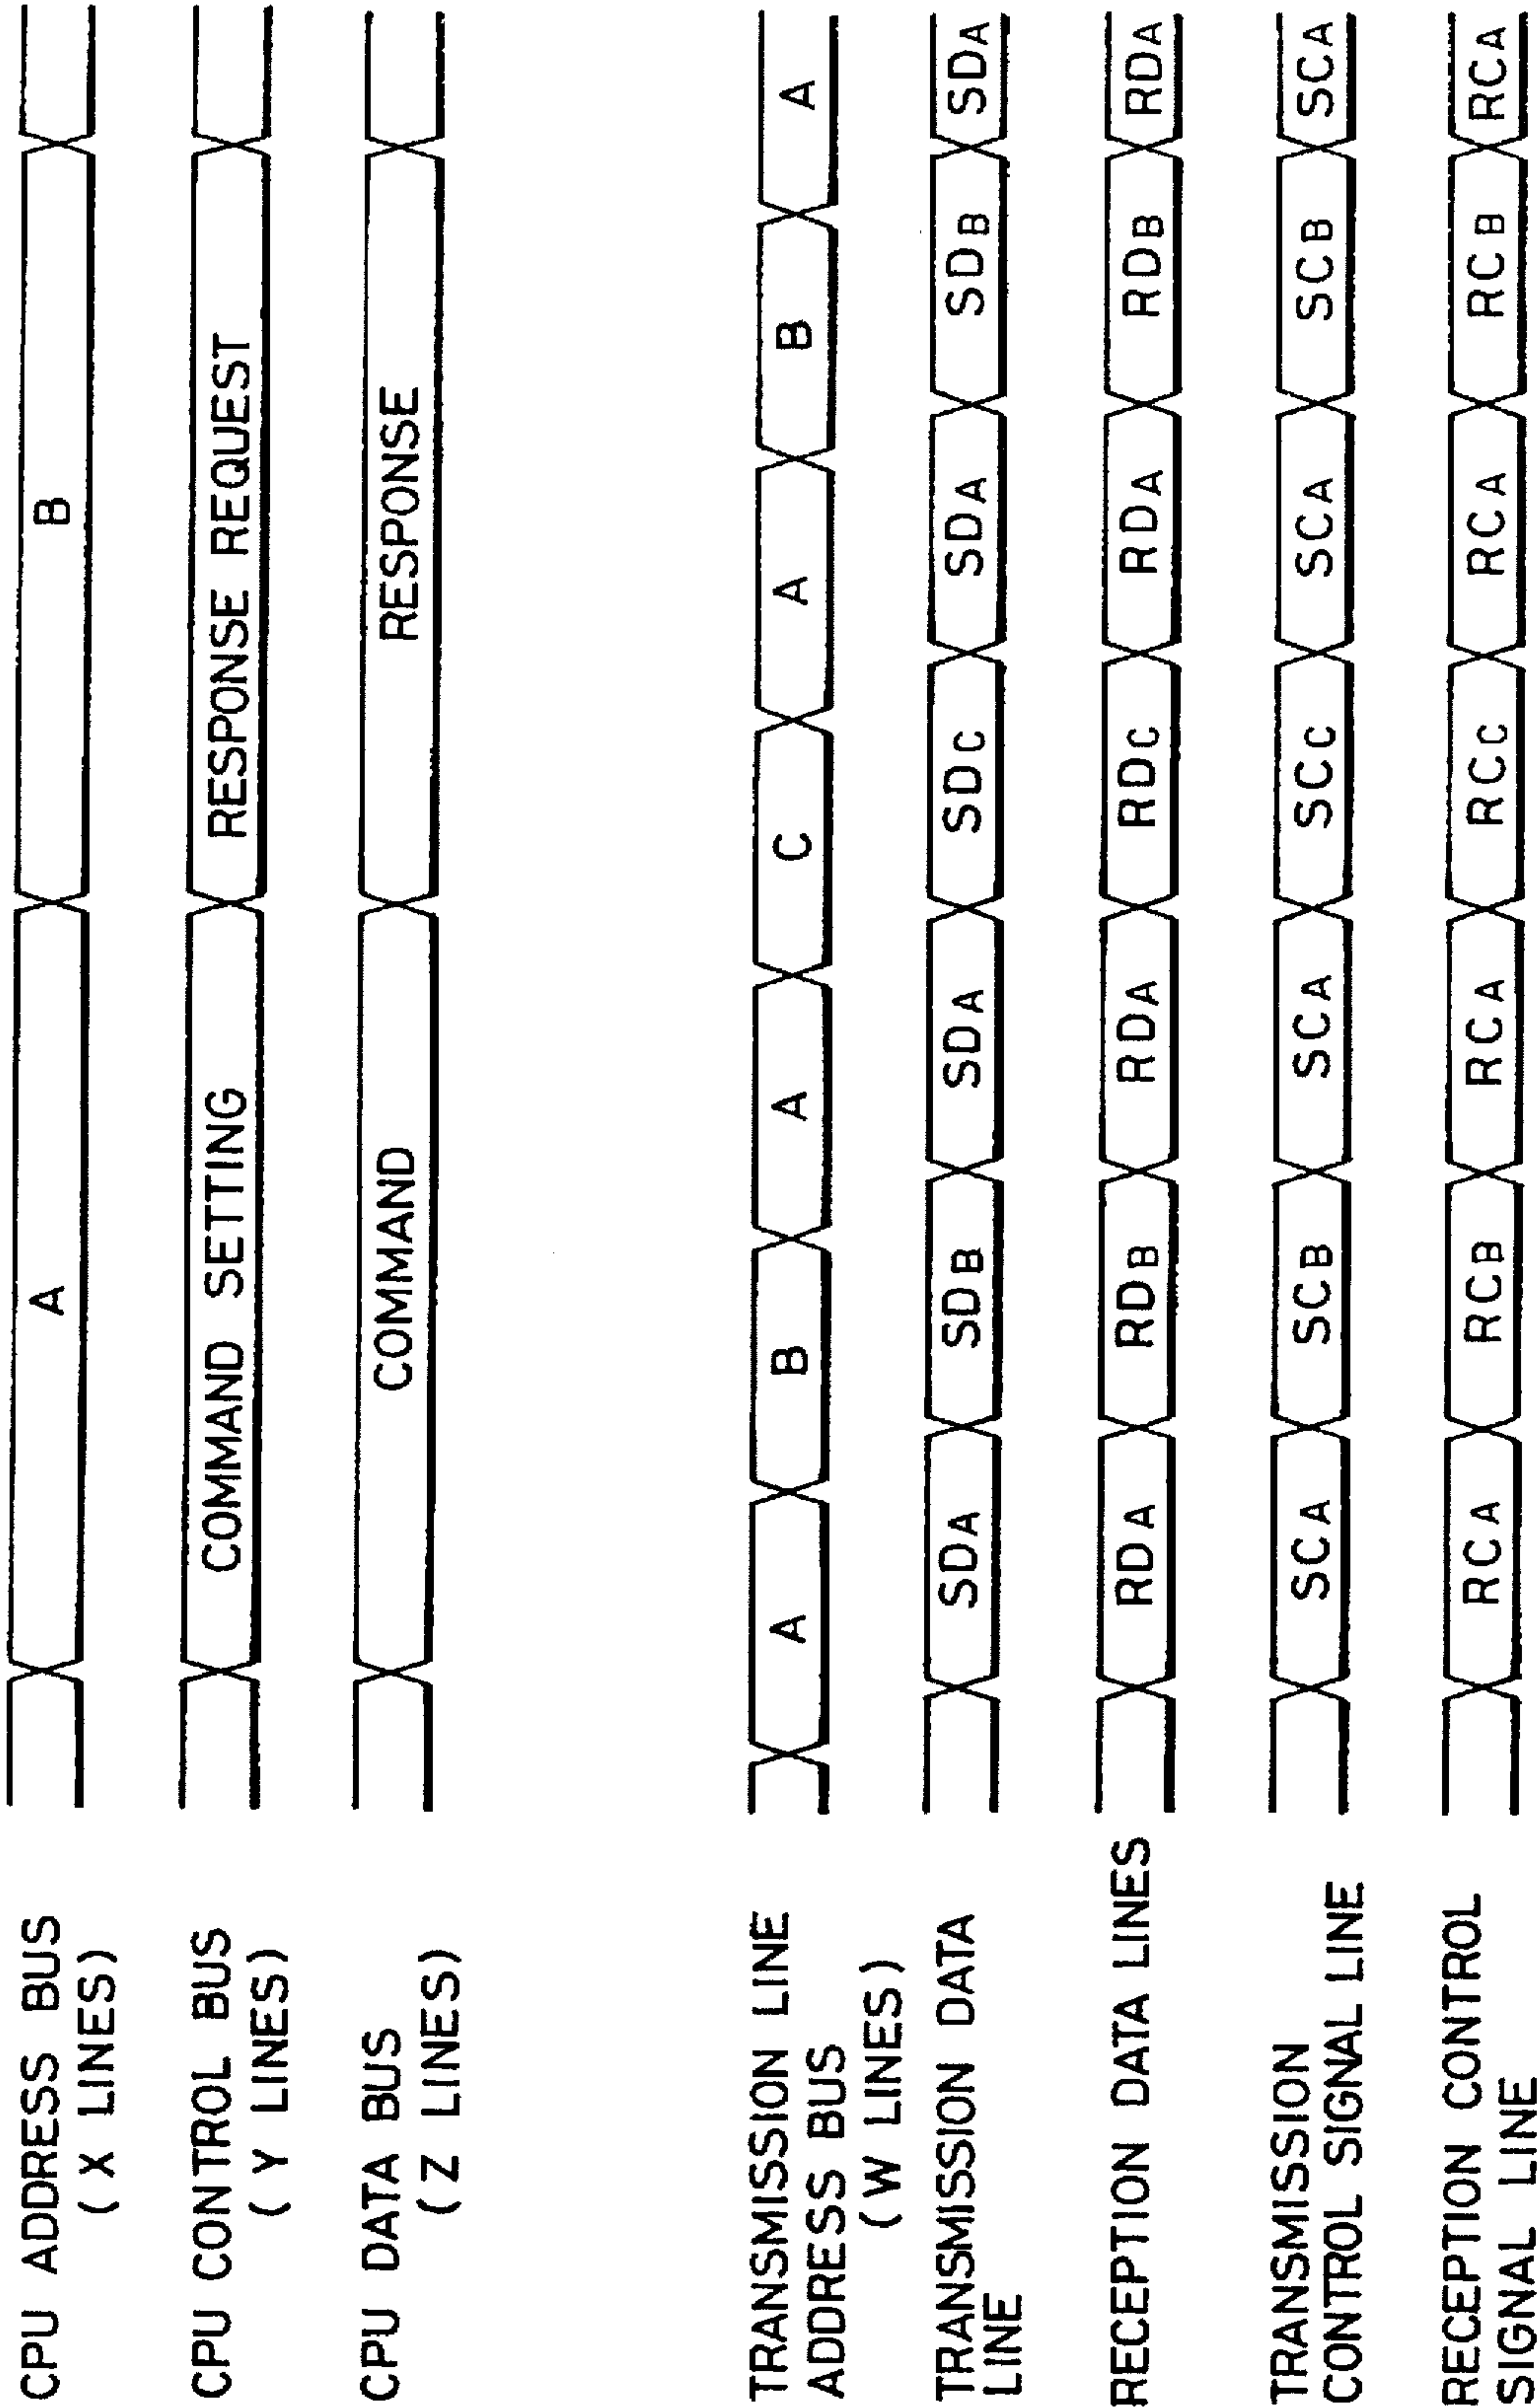 CPU ADDRESS BUS
( X LINES)
A
B
CPU CONTROL BUS
( Y LINES)
COMMAND SETTING
RESPONSE REQUEST
CPU DATA BUS
( Z LINES)
COMMAND
RESPONSE
TRANSMISSION LINE
ADDRESS BUS
( W LINES )
A
B
A
C
A
B
A
TRANSMISSION DATA
LINE
SDA
SDB
SDA
SDC
SDA
SDB
SDA
RECEPTION DATA LINES
RDA
RDB
RDA
RDC
RDA
RDB
RDA
TRANSMISSION
CONTROL SIGNAL LINE
SCA
SCB
SCA
SCC
SCA
SCB
SCA
RECEPTION CONTROL
SIGNAL LINE
RCA
RCB
RCA
RCC
RCA
RCB
RCA